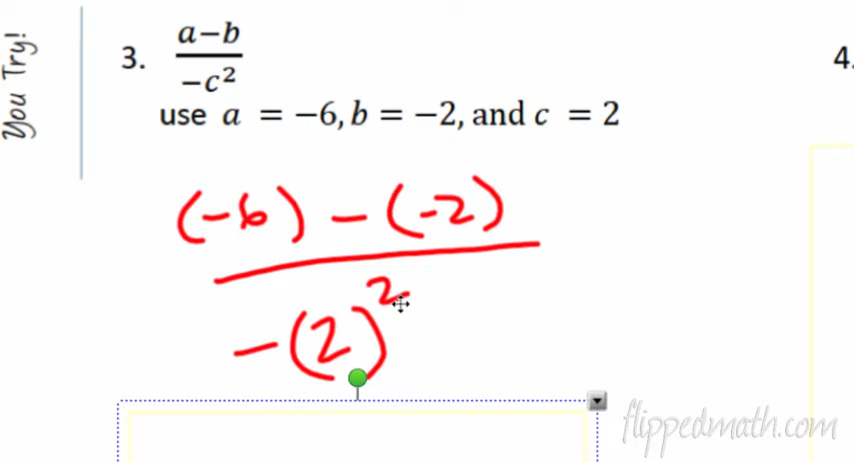 You Try!
3. a−b
−c²
4.
use a = −6, b = −2, and c = 2
(-6) - (-2)
-(2)²
flippedmath.com